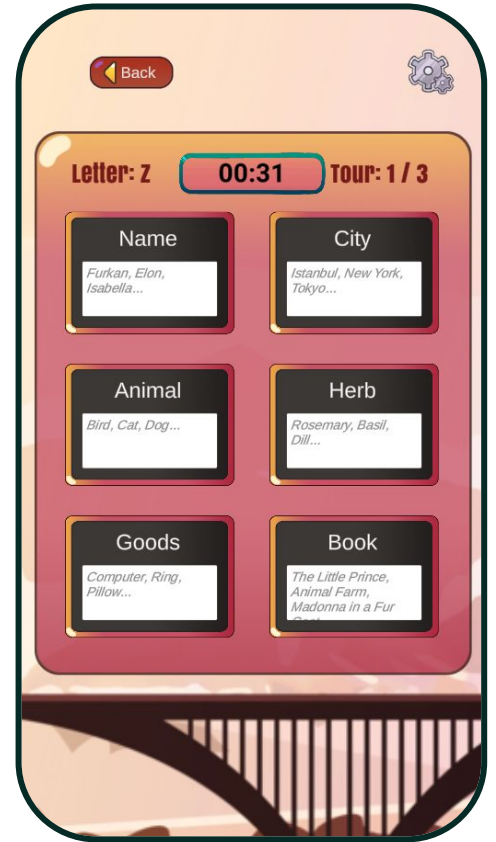 Back
Letter: Z
00:31
Tour: 1 / 3
Name
City
Furkan, Elon,
Isabella...
Istanbul, New York,
Tokyo...
Animal
Herb
Bird, Cat, Dog...
Rosemary, Basil,
Dill...
Goods
Book
Computer, Ring,
Pillow...
The Little Prince,
Animal Farm,
Madonna in a Fur